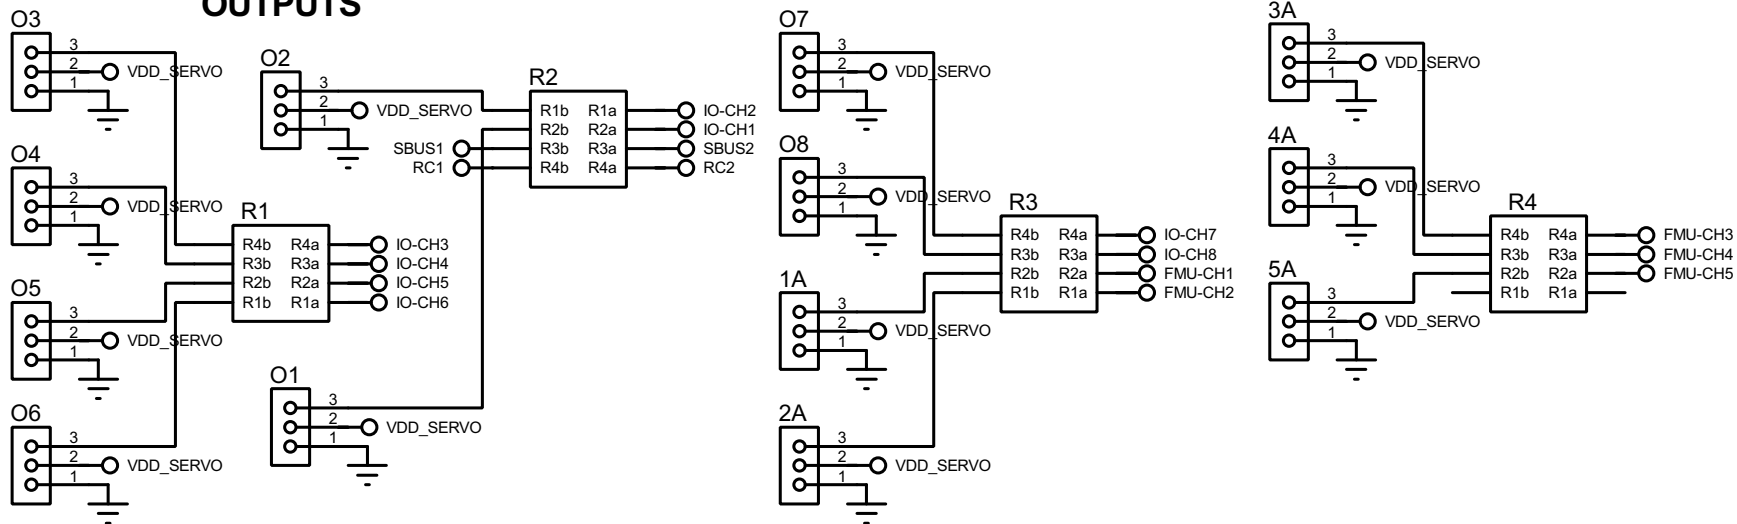 OUTPUTS
O3
3
2
1
VDD_SERVO
O4
3
2
1
VDD_SERVO
O5
3
2
1
VDD_SERVO
O6
3
2
1
VDD_SERVO
R1
R4b R4a IO-CH3
R3b R3a IO-CH4
R2b R2a IO-CH5
R1b R1a IO-CH6
O2
3
2
1
VDD_SERVO
R2
R1b R1a IO-CH2
R2b R2a IO-CH1
SBUS1 R3b R3a SBUS2
RC1 R4b R4a RC2
O1
3
2
1
VDD_SERVO
O7
3
2
1
VDD_SERVO
O8
3
2
1
VDD_SERVO
1A
3
2
1
VDD_SERVO
2A
3
2
1
VDD_SERVO
R3
R4b R4a IO-CH7
R3b R3a IO-CH8
R2b R2a FMU-CH1
R1b R1a FMU-CH2
3A
3
2
1
VDD_SERVO
4A
3
2
1
VDD_SERVO
5A
3
2
1
VDD_SERVO
R4
R4b R4a FMU-CH3
R3b R3a FMU-CH4
R2b R2a FMU-CH5
R1b R1a